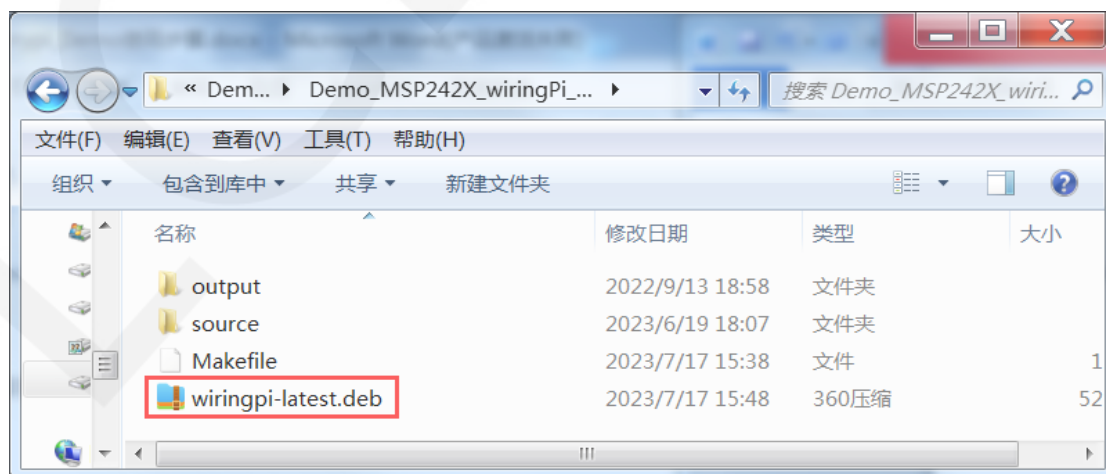 « Dem... Demo_MSP242X_wiringPi_... 搜索 Demo_MSP242X_wiri...
文件(F) 编辑(E) 查看(V) 工具(T) 帮助(H)
组织 包含到库中 共享 新建文件夹
名称 修改日期 类型 大小
output 2022/9/13 18:58 文件夹
source 2023/6/19 18:07 文件夹
Makefile 2023/7/17 15:38 文件 1
wiringpi-latest.deb 2023/7/17 15:48 360压缩 52